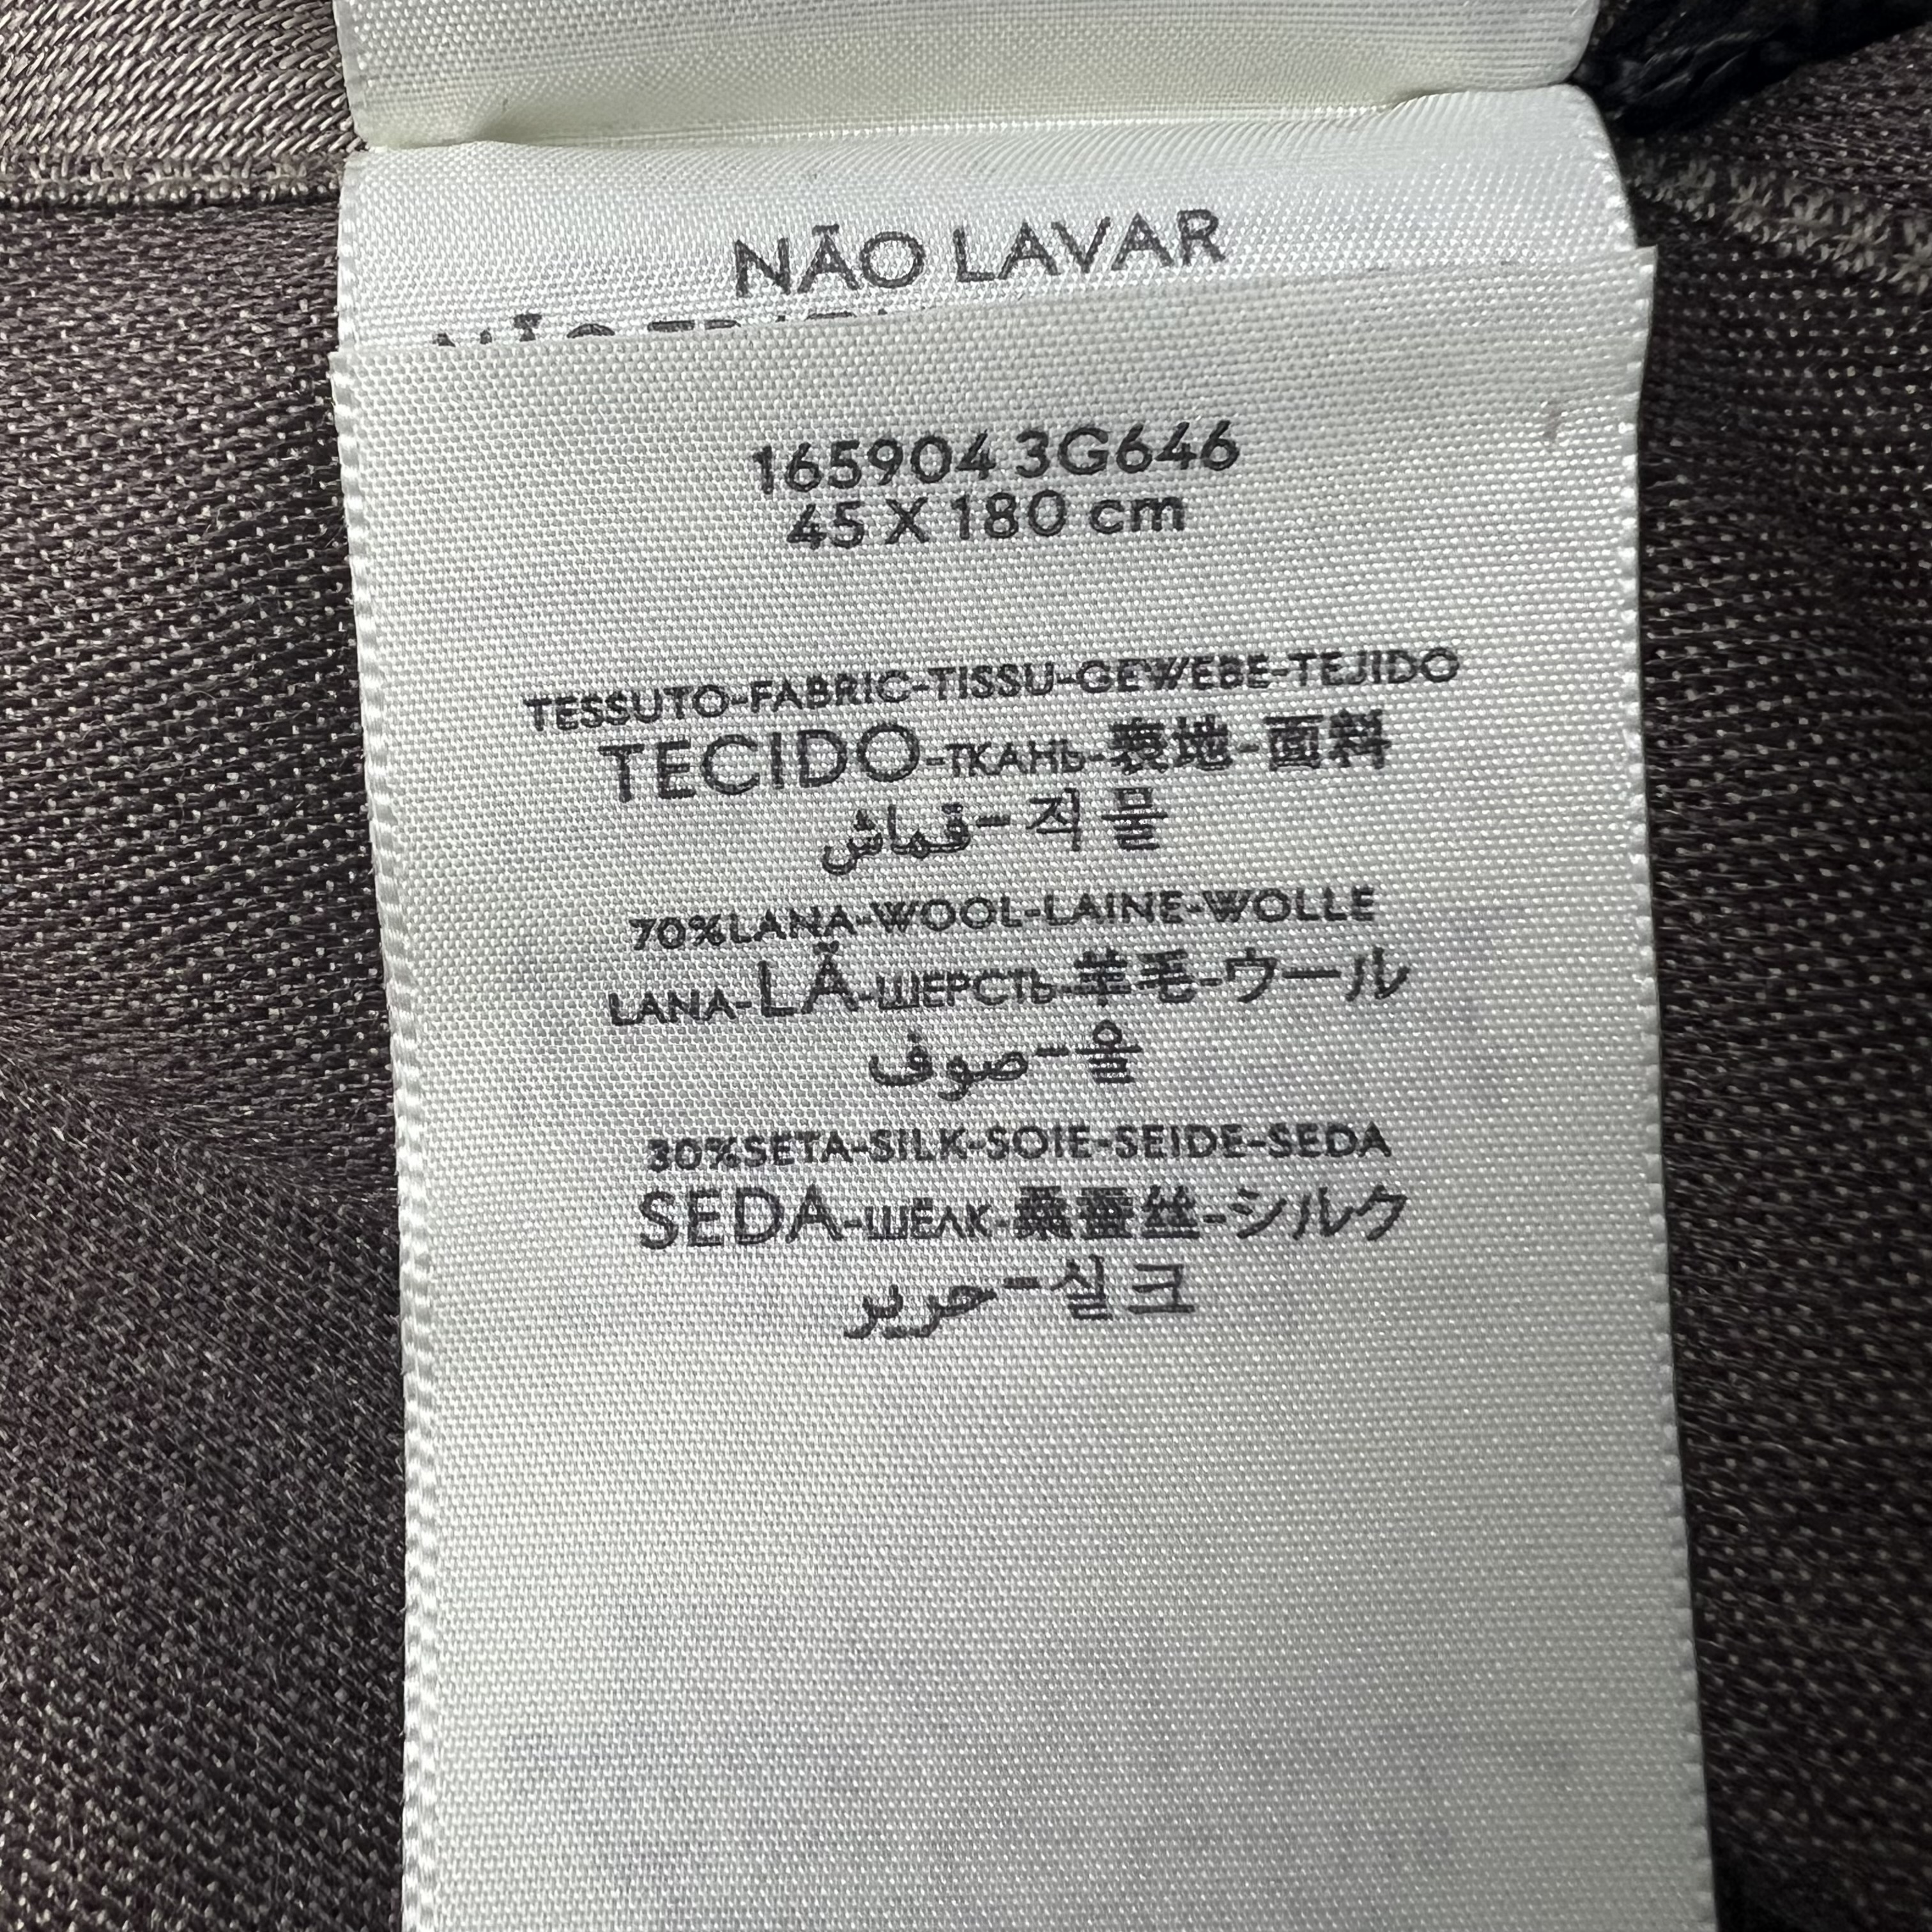 NÃO LAVAR
165904 3G646
45 X 180 cm
TESSUTO-FABRIC-TISSU-GEWEBE-TEJIDO
TECIDO-ТКАНЬ-表地-面料
قماش-직물
70%LANA-WOOL-LAINE-WOLLE
LANA-LÃ-ШЕРСТЬ-羊毛-ウール
صوف-울
30%SETA-SILK-SOIE-SEIDE-SEDA
SEDA-ШЁЛК-桑蚕丝-シルク
حرير-실크